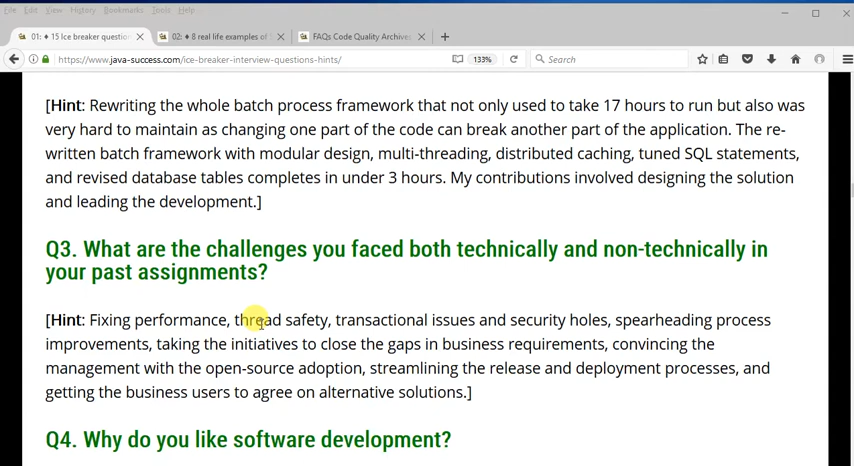 File Edit View History Bookmarks Tools Help
01: ♦ 15 Ice breaker question
02: ♦ 8 real life examples of
FAQs Code Quality Archives
https://www.java-success.com/ice-breaker-interview-questions-hints/
133%
Search
[Hint: Rewriting the whole batch process framework that not only used to take 17 hours to run but also was
very hard to maintain as changing one part of the code can break another part of the application. The re-
written batch framework with modular design, multi-threading, distributed caching, tuned SQL statements,
and revised database tables completes in under 3 hours. My contributions involved designing the solution
and leading the development.]
Q3. What are the challenges you faced both technically and non-technically in
your past assignments?
[Hint: Fixing performance, thread safety, transactional issues and security holes, spearheading process
improvements, taking the initiatives to close the gaps in business requirements, convincing the
management with the open-source adoption, streamlining the release and deployment processes, and
getting the business users to agree on alternative solutions.]
Q4. Why do you like software development?